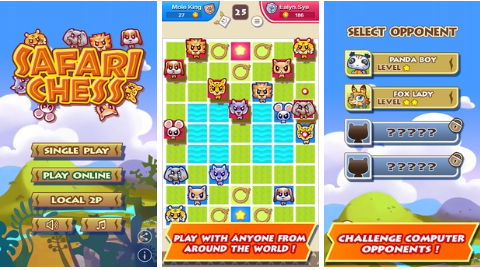 SAFARI
CHESS
SINGLE PLAY
PLAY ONLINE
LOCAL 2P
Mole King
27
25
Ealyn.Sye
186
PLAY WITH ANYONE FROM
AROUND THE WORLD !
SELECT OPPONENT
PANDA BOY
LEVEL
FOX LADY
LEVEL
?????
?????
CHALLENGE COMPUTER
OPPONENTS !